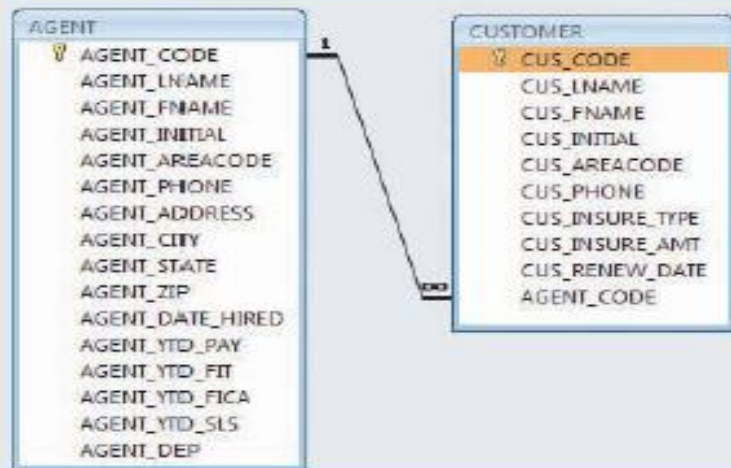 AGENT
AGENT_CODE
AGENT_LNAME
AGENT_FNAME
AGENT_INITIAL
AGENT_AREACODE
AGENT_PHONE
AGENT_ADDRESS
AGENT_CITY
AGENT_STATE
AGENT_ZIP
AGENT_DATE_HIRED
AGENT_YTD_PAY
AGENT_YTD_FIT
AGENT_YTD_FICA
AGENT_YTD_SLS
AGENT_DEP
1
∞
CUSTOMER
CUS_CODE
CUS_LNAME
CUS_FNAME
CUS_INITIAL
CUS_AREACODE
CUS_PHONE
CUS_INSURE_TYPE
CUS_INSURE_AMT
CUS_RENEW_DATE
AGENT_CODE